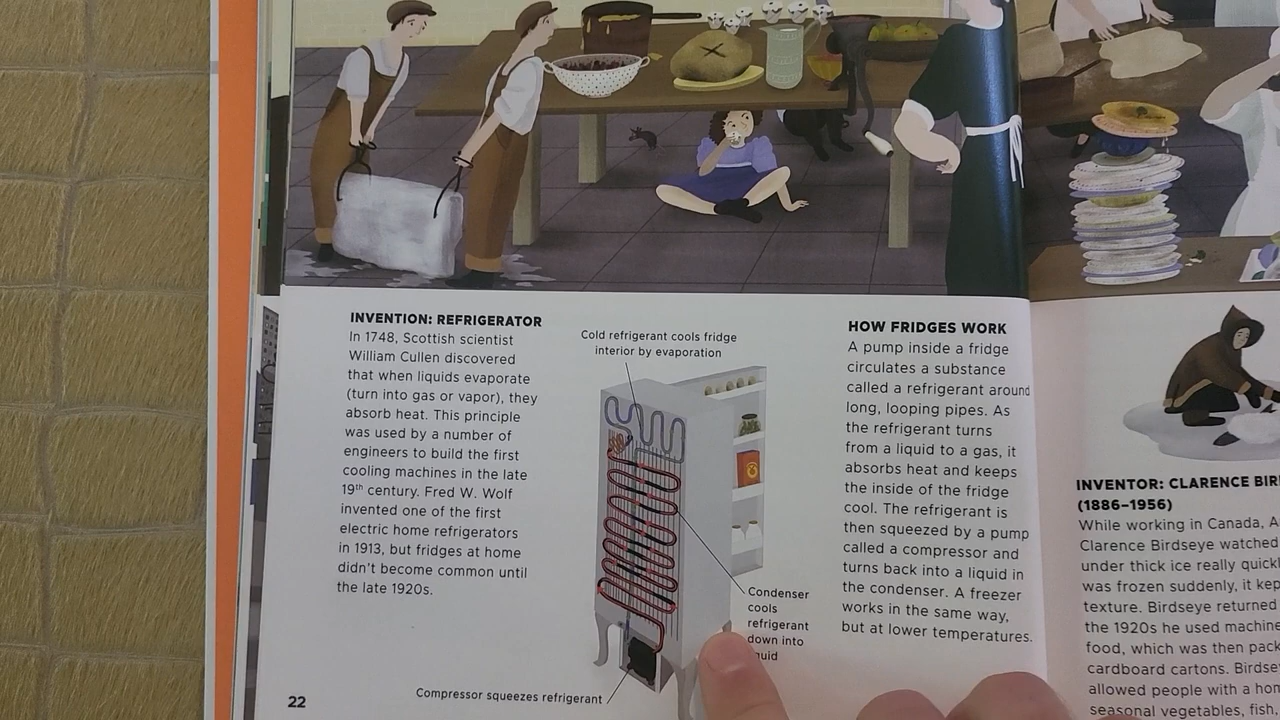 INVENTION: REFRIGERATOR
In 1748, Scottish scientist
William Cullen discovered
that when liquids evaporate
(turn into gas or vapor), they
absorb heat. This principle
was used by a number of
engineers to build the first
cooling machines in the late
19th century. Fred W. Wolf
invented one of the first
electric home refrigerators
in 1913, but fridges at home
didn't become common until
the late 1920s.
Cold refrigerant cools fridge
interior by evaporation
Condenser
cools
refrigerant
down into
Compressor squeezes refrigerant
22
HOW FRIDGES WORK
A pump inside a fridge
circulates a substance
called a refrigerant around
long, looping pipes. As
the refrigerant turns
from a liquid to a gas, it
absorbs heat and keeps
the inside of the fridge
cool. The refrigerant is
then squeezed by a pump
called a compressor and
turns back into a liquid in
the condenser. A freezer
works in the same way,
but at lower temperatures.
INVENTOR: CLARENCE
(1886–1956)
While working in Canada,
Clarence Birdseye watched
under thick ice really
was frozen suddenly, it
texture. Birdseye returned
the 1920s he used
food, which was then
cardboard cartons.
allowed people with a
seasonal vegetables, fish,